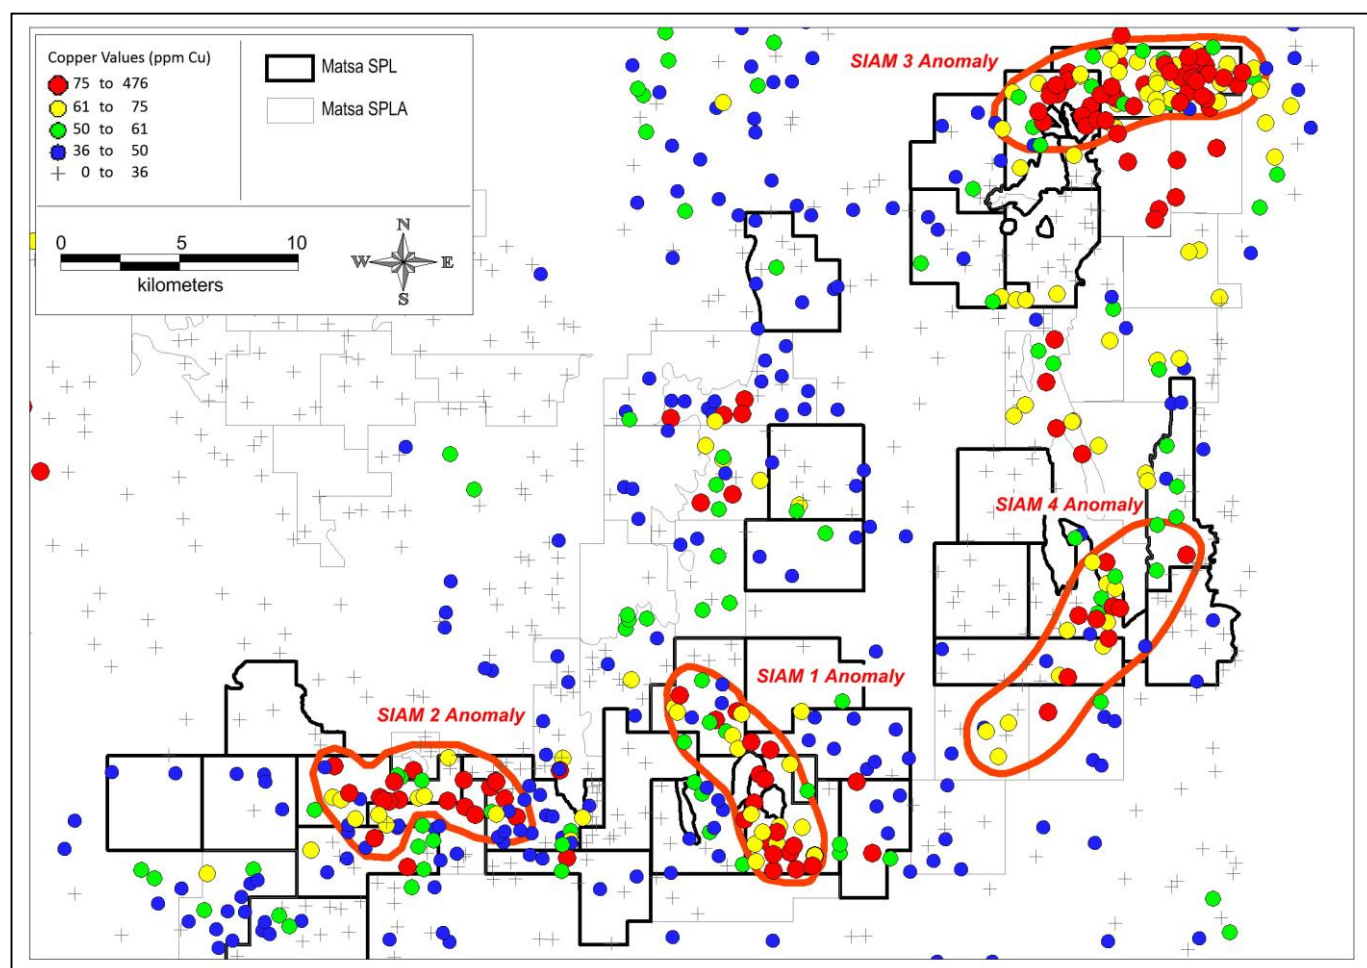 Copper Values (ppm Cu)
75 to 476
61 to 75
50 to 61
36 to 50
0 to 36
Matsa SPL
Matsa SPLA
0 5 10
kilometers
N
W E
S
SIAM 3 Anomaly
SIAM 4 Anomaly
SIAM 1 Anomaly
SIAM 2 Anomaly